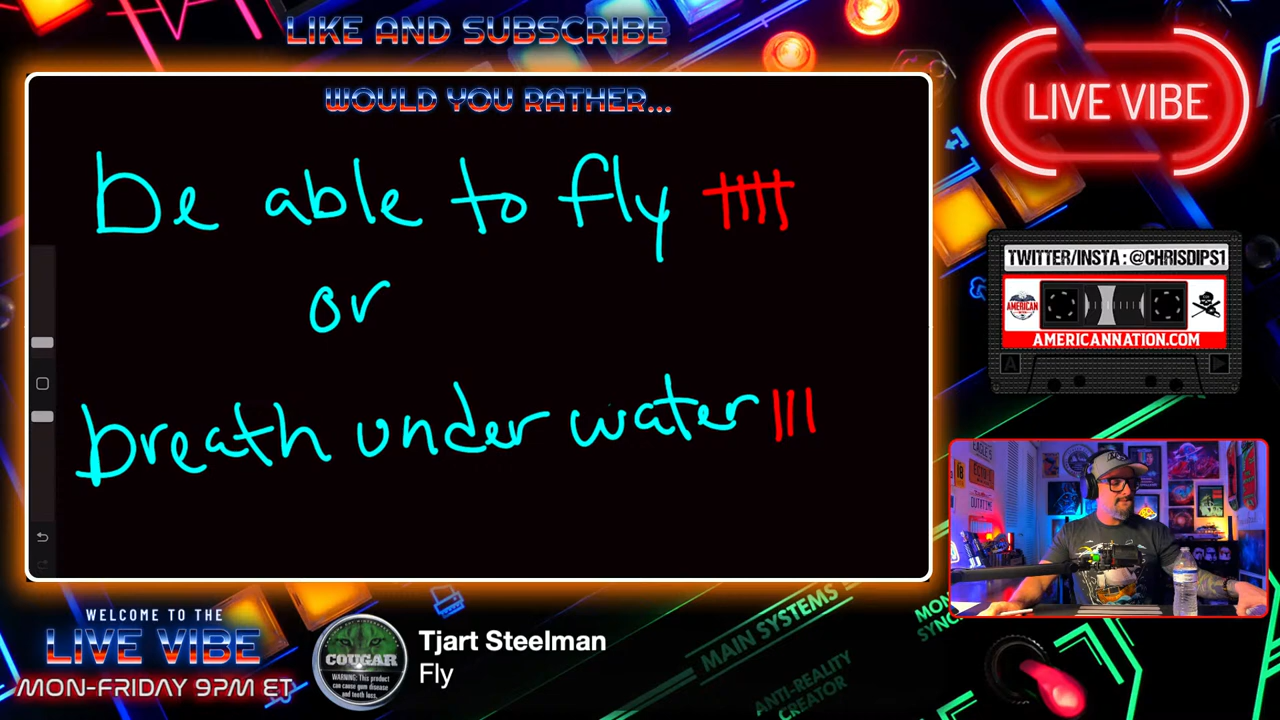 LIKE AND SUBSCRIBE
LIVE VIBE
WOULD YOU RATHER...
be able to fly
or
breath under water
TWITTER/INSTA : @CHRISDIPS1
AMERICAN
AMERICANNATION.COM
A
WELCOME TO THE
LIVE VIBE
MON-FRIDAY 9PM ET
COUGAR
WARNING: This product
can cause gum disease
and tooth loss.
Tjart Steelman
Fly
MAIN SYSTEMS
CREATOR